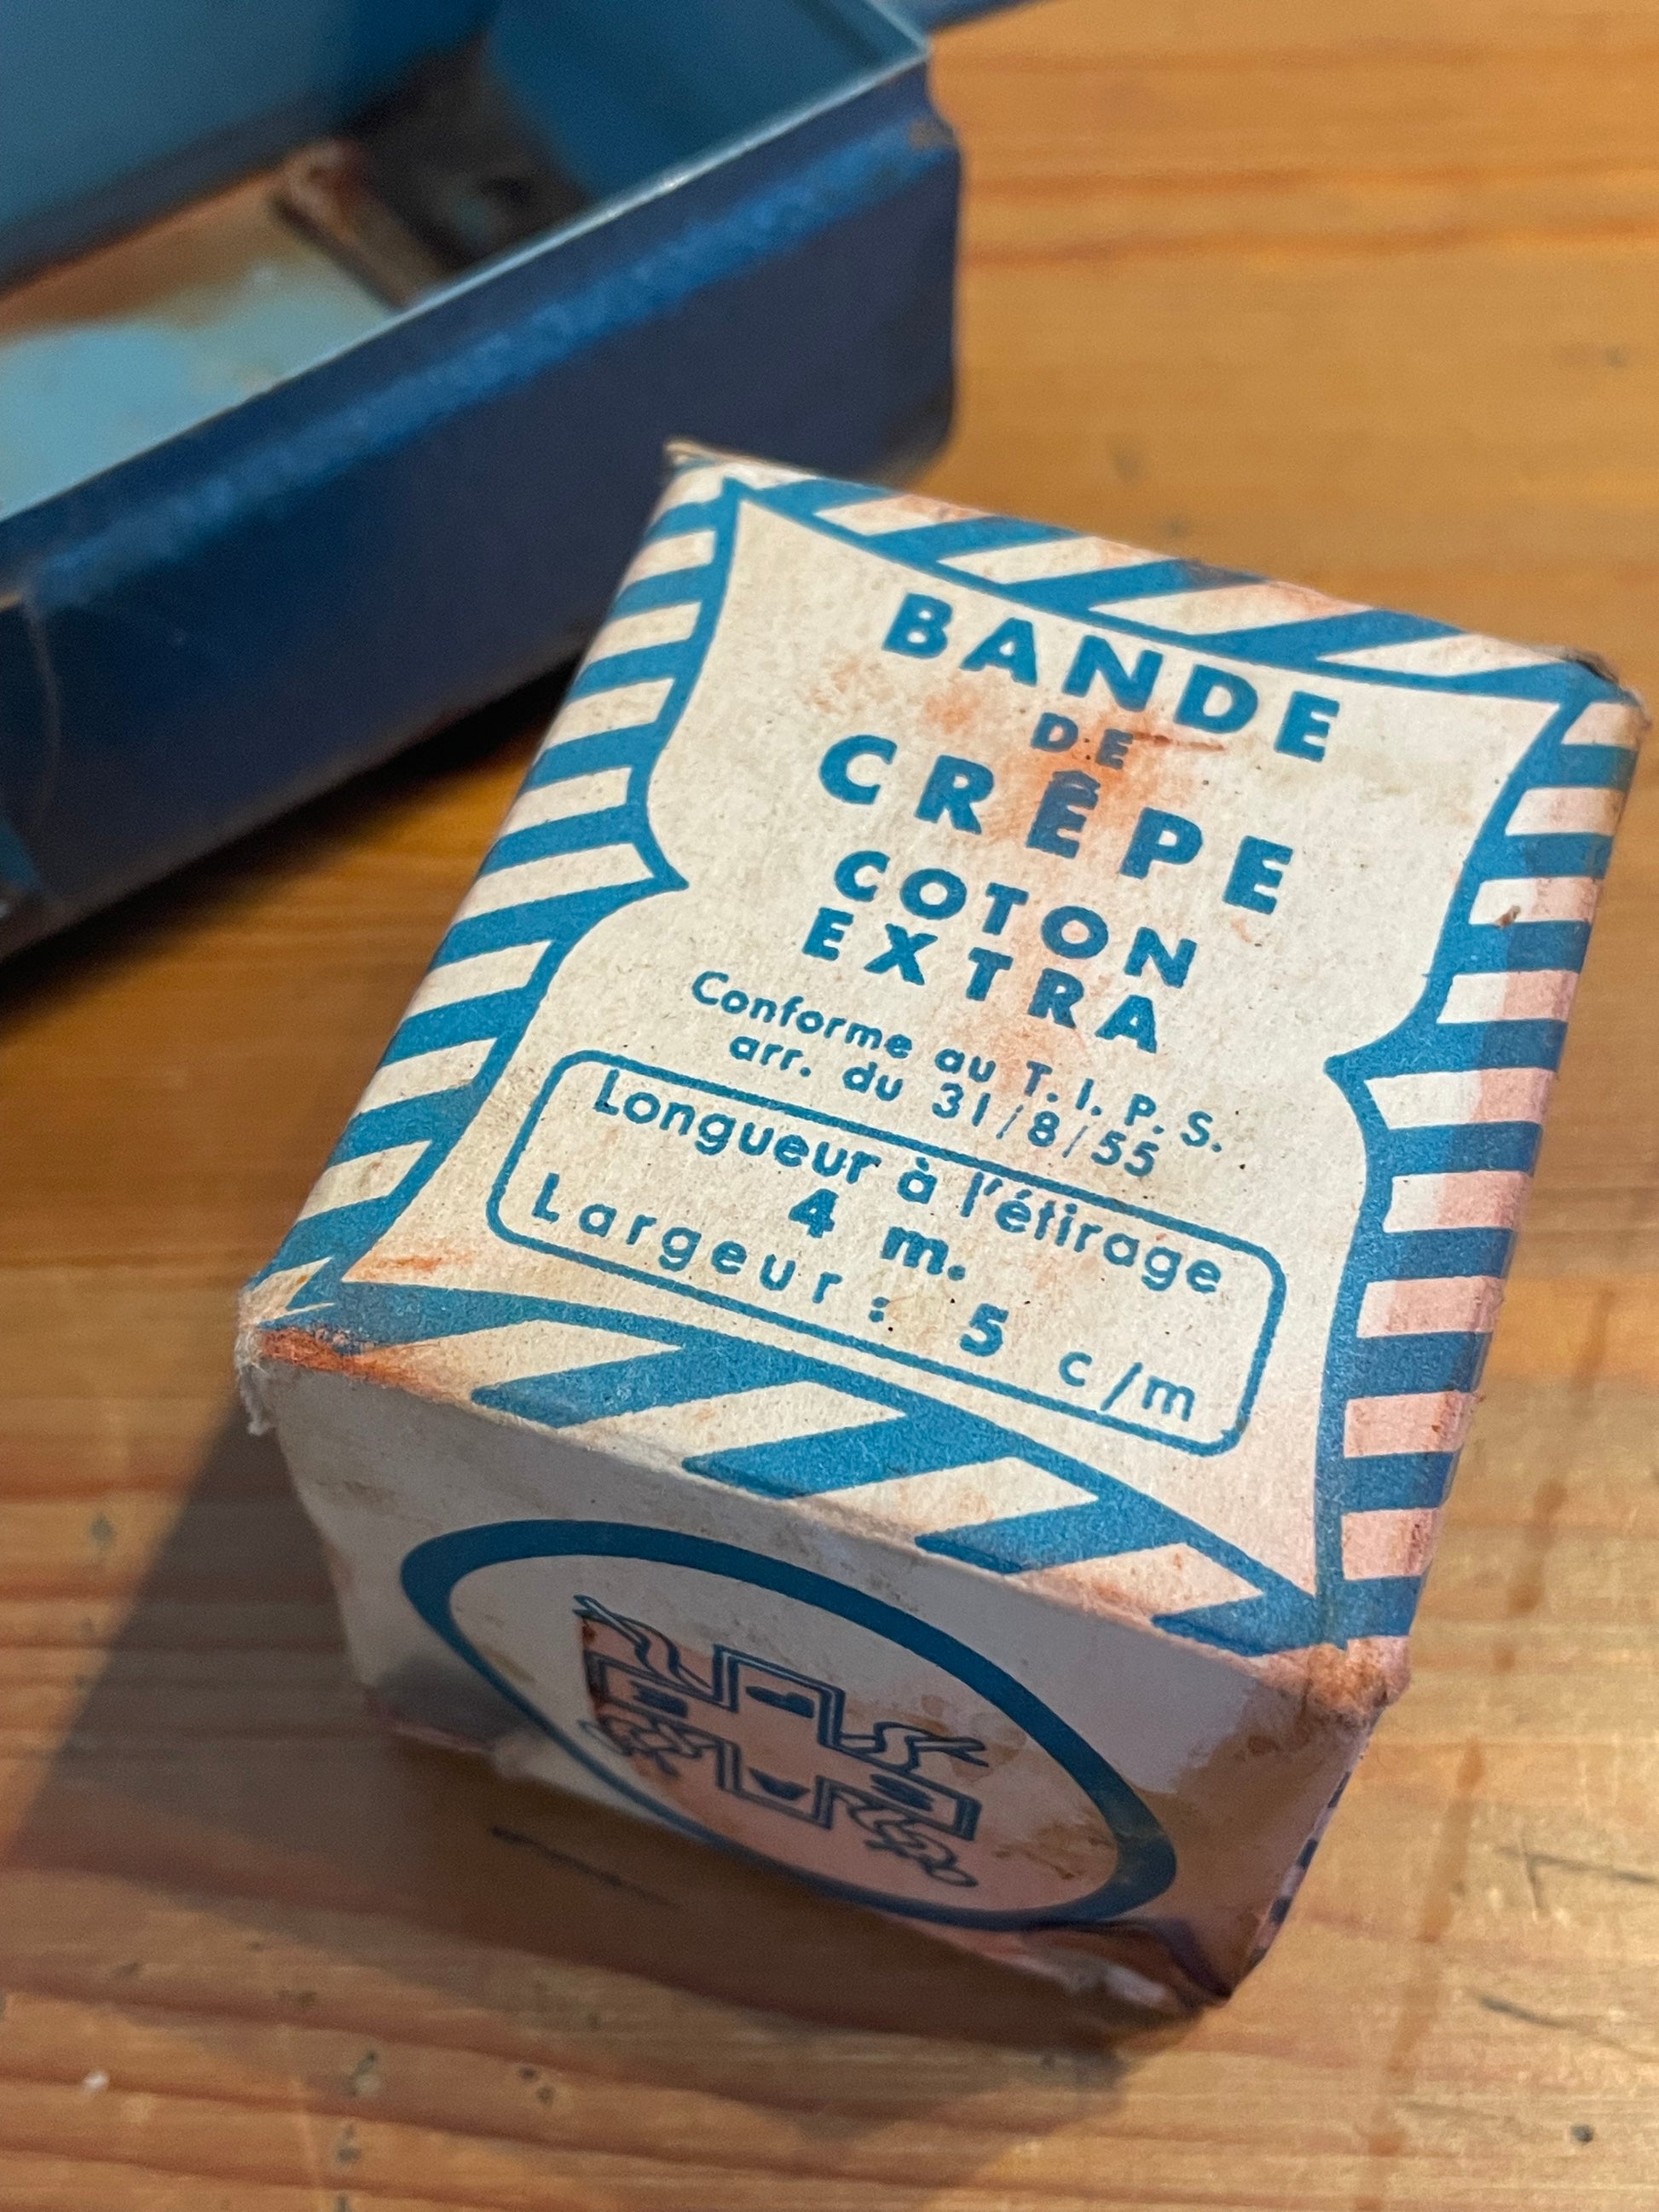 BANDE
DE
CRÊPE
COTON
EXTRA
Conforme au T.I.P.S.
arr. du 31/8/55
Longueur à l'étirage
4 m.
Largeur : 5 c/m